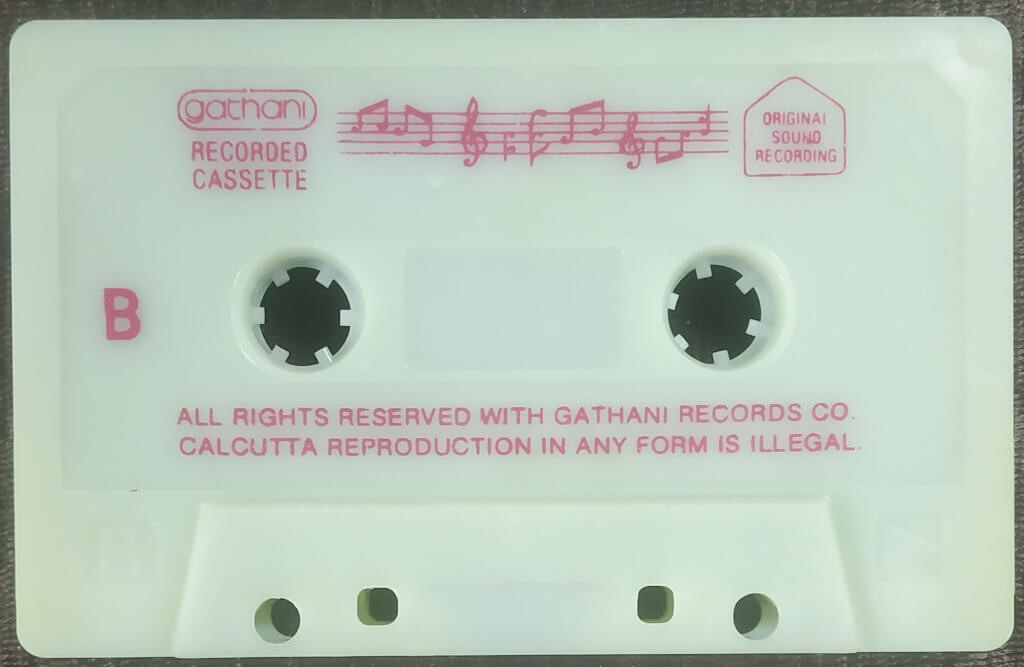 gathani
RECORDED
CASSETTE
ORIGINAL
SOUND
RECORDING
B
ALL RIGHTS RESERVED WITH GATHANI RECORDS CO.
CALCUTTA REPRODUCTION IN ANY FORM IS ILLEGAL.